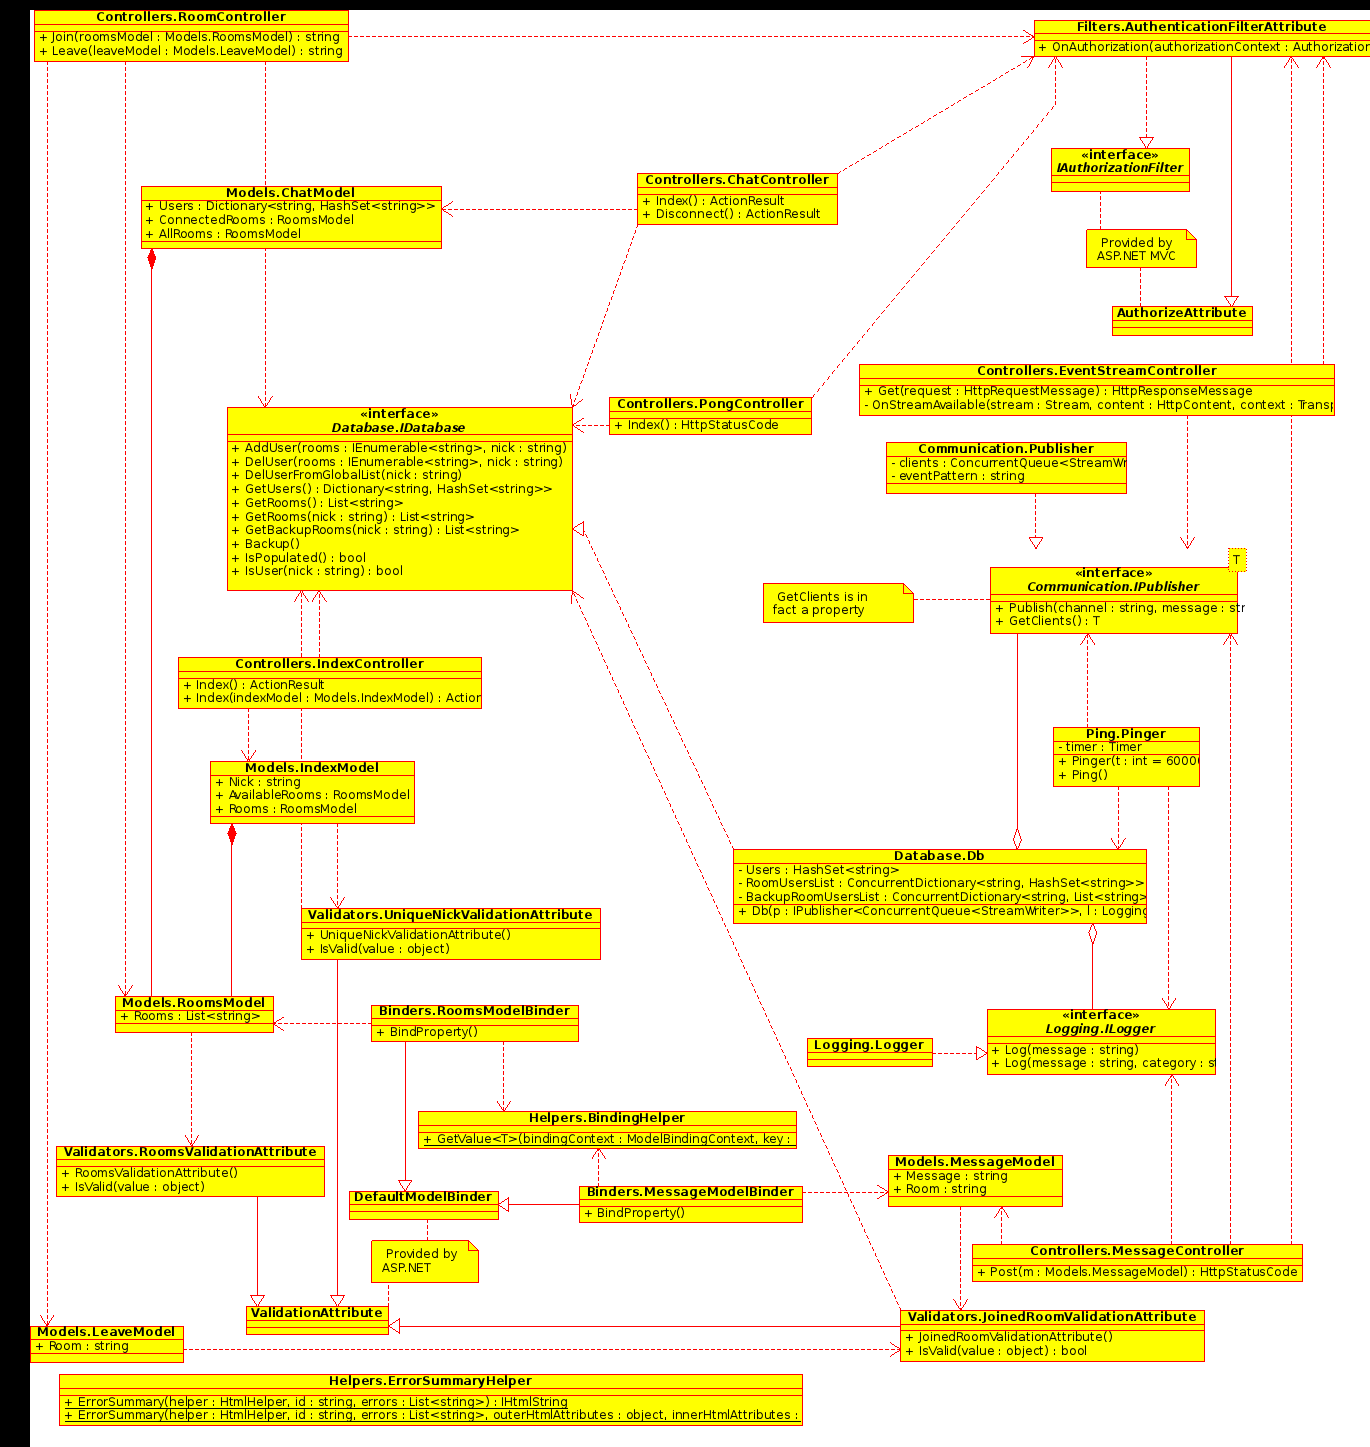 Controllers.RoomController
+ Join(roomsModel : Models.RoomsModel) : string
+ Leave(leaveModel : Models.LeaveModel) : string
Filters.AuthenticationFilterAttribute
+ OnAuthorization(authorizationContext : Authorization
«interface»
IAuthorizationFilter
Controllers.ChatController
+ Index() : ActionResult
+ Disconnect() : ActionResult
Models.ChatModel
+ Users : Dictionary<string, HashSet<string>>
+ ConnectedRooms : RoomsModel
+ AllRooms : RoomsModel
Provided by
ASP.NET MVC
AuthorizeAttribute
Controllers.EventStreamController
+ Get(request : HttpRequestMessage) : HttpResponseMessage
- OnStreamAvailable(stream : Stream, content : HttpContent, context : Transp
Controllers.PongController
+ Index() : HttpStatusCode
«interface»
Database.IDatabase
+ AddUser(rooms : IEnumerable<string>, nick : string)
+ DelUser(rooms : IEnumerable<string>, nick : string)
+ DelUserFromGlobalList(nick : string)
+ GetUsers() : Dictionary<string, HashSet<string>>
+ GetRooms() : List<string>
+ GetRooms(nick : string) : List<string>
+ GetBackupRooms(nick : string) : List<string>
+ Backup()
+ IsPopulated() : bool
+ IsUser(nick : string) : bool
Communication.Publisher
- clients : ConcurrentQueue<StreamWr
- eventPattern : string
T
«interface»
Communication.IPublisher
+ Publish(channel : string, message : str
+ GetClients() : T
GetClients is in
fact a property
Controllers.IndexController
+ Index() : ActionResult
+ Index(indexModel : Models.IndexModel) : Action
Ping.Pinger
- timer : Timer
+ Pinger(t : int = 60000
+ Ping()
Models.IndexModel
+ Nick : string
+ AvailableRooms : RoomsModel
+ Rooms : RoomsModel
Database.Db
- Users : HashSet<string>
- RoomUsersList : ConcurrentDictionary<string, HashSet<string>>
- BackupRoomUsersList : ConcurrentDictionary<string, List<string>
+ Db(p : IPublisher<ConcurrentQueue<StreamWriter>>, l : Logging
Validators.UniqueNickValidationAttribute
+ UniqueNickValidationAttribute()
+ IsValid(value : object)
Models.RoomsModel
+ Rooms : List<string>
Binders.RoomsModelBinder
+ BindProperty()
«interface»
Logging.ILogger
+ Log(message : string)
+ Log(message : string, category : st
Logging.Logger
Helpers.BindingHelper
+ GetValue<T>(bindingContext : ModelBindingContext, key :
Validators.RoomsValidationAttribute
+ RoomsValidationAttribute()
+ IsValid(value : object)
Models.MessageModel
+ Message : string
+ Room : string
DefaultModelBinder
Binders.MessageModelBinder
+ BindProperty()
Provided by
ASP.NET
Controllers.MessageController
+ Post(m : Models.MessageModel) : HttpStatusCode
ValidationAttribute
Validators.JoinedRoomValidationAttribute
+ JoinedRoomValidationAttribute()
+ IsValid(value : object) : bool
Models.LeaveModel
+ Room : string
Helpers.ErrorSummaryHelper
+ ErrorSummary(helper : HtmlHelper, id : string, errors : List<string>) : IHtmlString
+ ErrorSummary(helper : HtmlHelper, id : string, errors : List<string>, outerHtmlAttributes : object, innerHtmlAttributes :